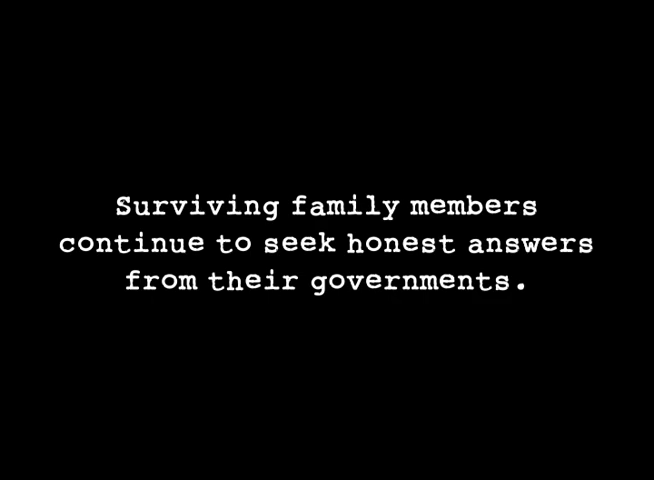 Surviving family members
continue to seek honest answers
from their governments.